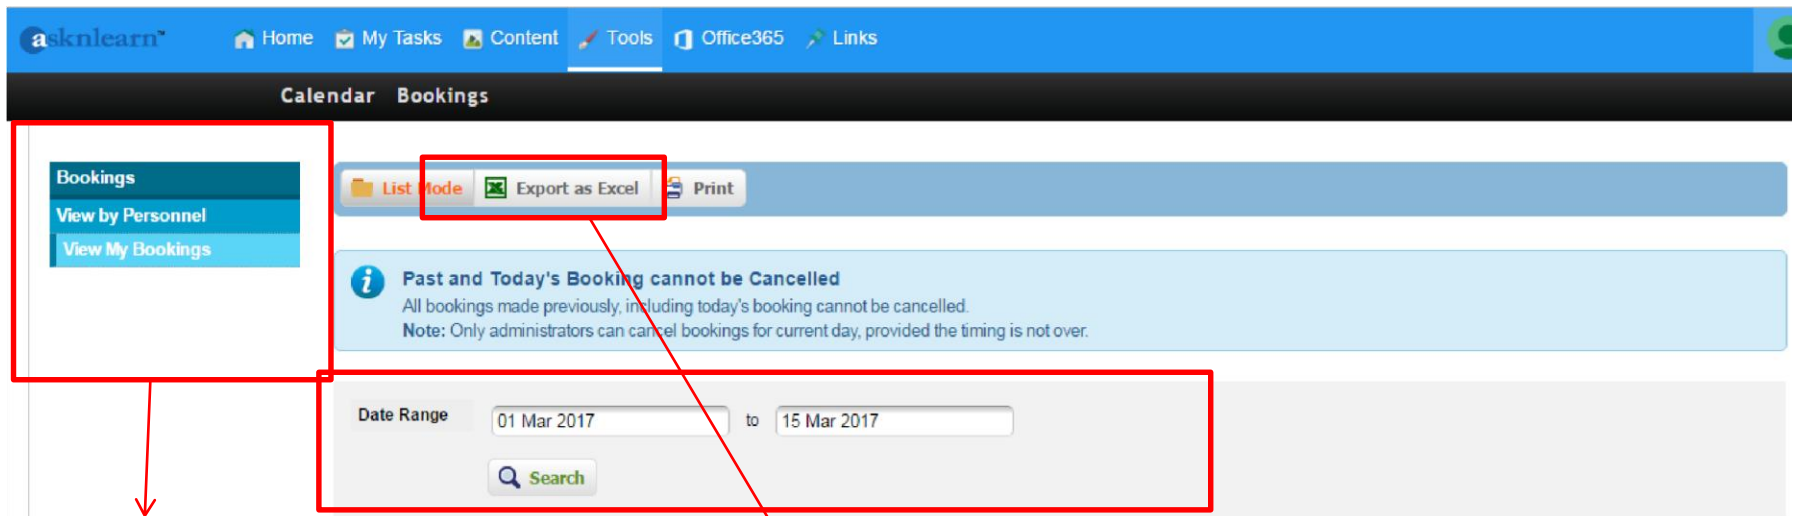 asknlearn™ Home My Tasks Content Tools Office365 Links
Calendar Bookings
Bookings
View by Personnel
View My Bookings
List Mode Export as Excel Print
Past and Today's Booking cannot be Cancelled
All bookings made previously, including today's booking cannot be cancelled.
Note: Only administrators can cancel bookings for current day, provided the timing is not over.
Date Range 01 Mar 2017 to 15 Mar 2017
Search